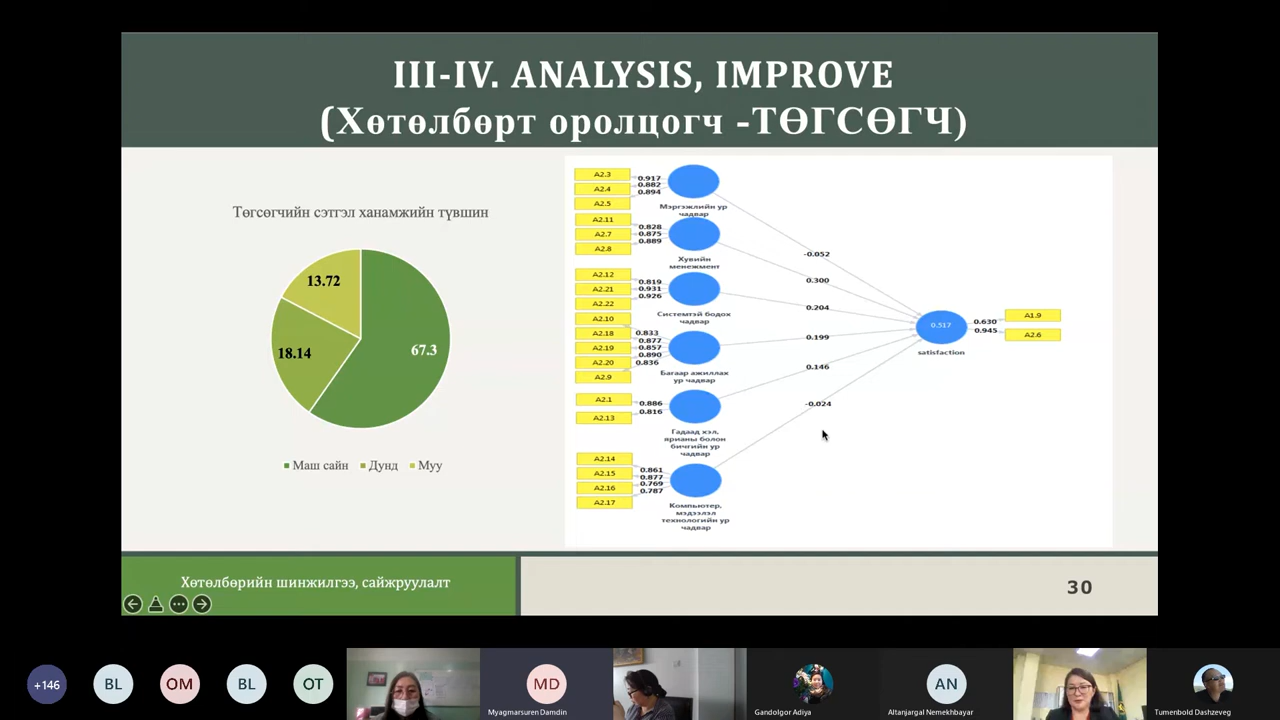 III-IV. ANALYSIS, IMPROVE
(Хөтөлбөрт оролцогч -ТӨГСӨГЧ)
Төгсөгчийн сэтгэл ханамжийн түвшин
13.72
18.14
67.3
Маш сайн
Дунд
Муу
A2.3
A2.4
A2.5
0.917
0.882
0.894
Мэргэжлийн ур
чадвар
A2.11
A2.7
A2.8
0.828
0.875
0.889
Хувийн
менежмент
A2.12
A2.21
A2.22
0.819
0.931
0.926
Системтэй бодох
чадвар
A2.10
A2.18
A2.19
A2.20
A2.9
0.833
0.877
0.857
0.890
0.836
Багаар ажиллах
ур чадвар
A2.1
A2.13
0.886
0.816
Гадаад хэл,
ярианы болон
бичгийн ур
чадвар
A2.14
A2.15
A2.16
A2.17
0.861
0.877
0.769
0.787
Компьютер,
мэдээлэл
технологийн ур
чадвар
-0.052
0.300
0.204
0.199
0.146
-0.024
0.517
satisfaction
0.630
0.945
A1.9
A2.6
Хөтөлбөрийн шинжилгээ, сайжруулалт
30
+146
BL
OM
BL
OT
MD
Myagmarsuren Damdin
Gandolgor Adiya
AN
Altanjargal Nemekhbayar
Tumenbold Dashzeveg